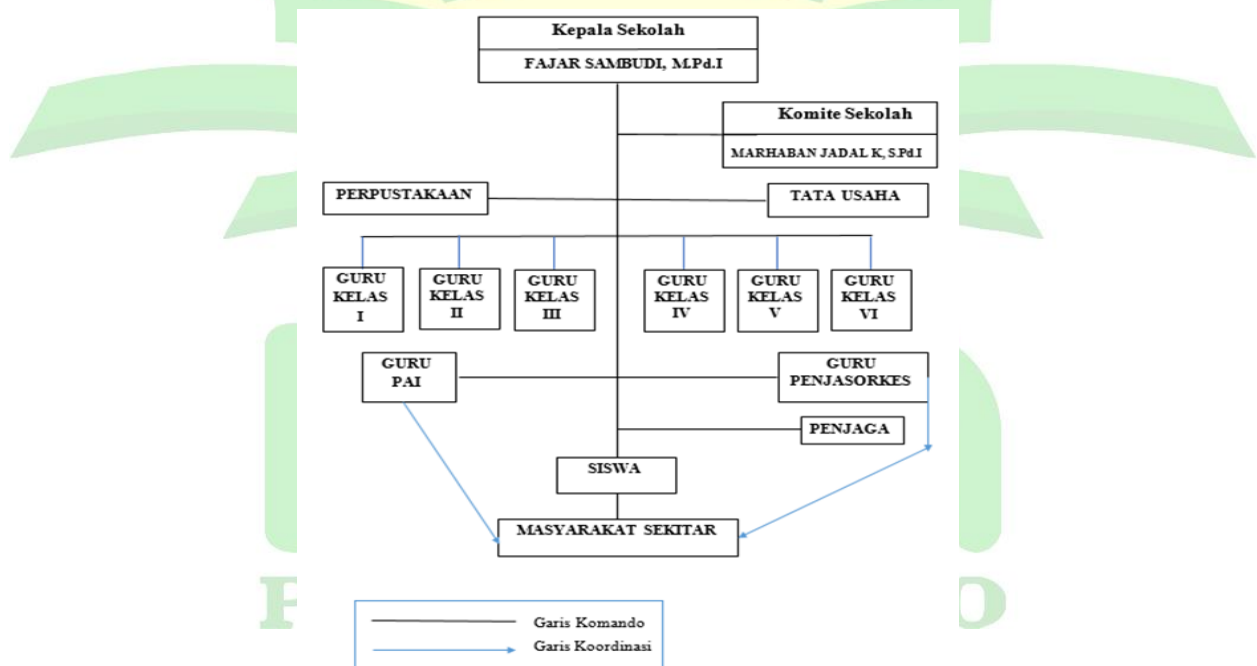 Kepala Sekolah
FAJAR SAMBUDI, M.Pd.I
Komite Sekolah
MARHABAN JADAL K, S.Pd.I
PERPUSTAKAAN
TATA USAHA
GURU
KELAS
I
GURU
KELAS
II
GURU
KELAS
III
GURU
KELAS
IV
GURU
KELAS
V
GURU
KELAS
VI
GURU
PAI
GURU
PENJASORKES
PENJAGA
SISWA
MASYARAKAT SEKITAR
Garis Komando
Garis Koordinasi